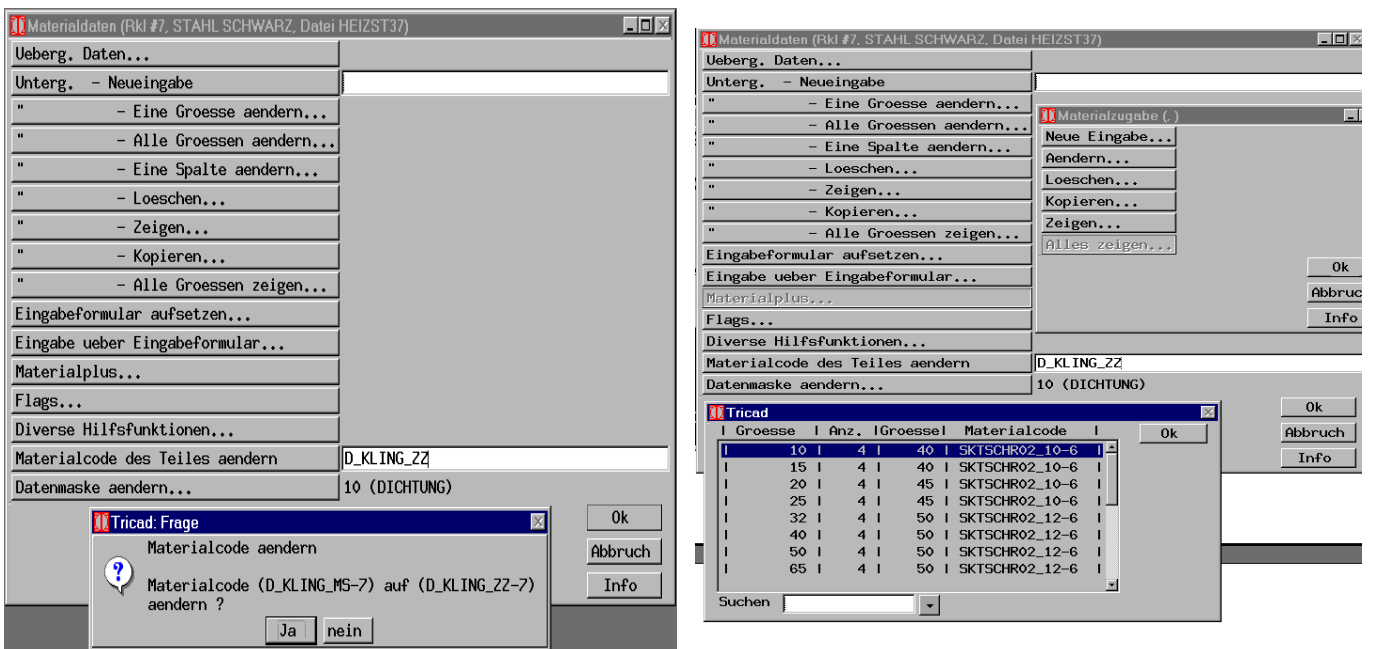 Materialdaten (Rkl #7, STAHL SCHWARZ, Datei HEIZST37)
Ueberg. Daten...
Unterg. - Neueingabe
" - Eine Groesse aendern...
" - Alle Groessen aendern...
" - Eine Spalte aendern...
" - Loeschen...
" - Zeigen...
" - Kopieren...
" - Alle Groessen zeigen...
Eingabeformular aufsetzen...
Eingabe ueber Eingabeformular...
Materialplus...
Flags...
Diverse Hilfsfunktionen...
Materialcode des Teiles aendern D_KLING_ZZ
Datenmaske aendern... 10 (DICHTUNG)
Ok
Abbruch
Info
Tricad: Frage
Materialcode aendern
Materialcode (D_KLING_MS-7) auf (D_KLING_ZZ-7)
aendern ?
Ja nein
Materialdaten (Rkl #7, STAHL SCHWARZ, Datei HEIZST37)
Ueberg. Daten...
Unterg. - Neueingabe
" - Eine Groesse aendern...
" - Alle Groessen aendern...
" - Eine Spalte aendern...
" - Loeschen...
" - Zeigen...
" - Kopieren...
" - Alle Groessen zeigen...
Eingabeformular aufsetzen...
Eingabe ueber Eingabeformular...
Materialplus...
Flags...
Diverse Hilfsfunktionen...
Materialcode des Teiles aendern D_KLING_ZZ
Datenmaske aendern... 10 (DICHTUNG)
Materialzugabe (, )
Neue Eingabe...
Aendern...
Loeschen...
Kopieren...
Zeigen...
Alles zeigen...
Ok
Abbruc
Info
Ok
Abbruch
Info
Tricad
| Groesse | Anz. |Groesse| Materialcode |
| 10 | 4 | 40 | SKTSCHR02_10-6 |
| 15 | 4 | 40 | SKTSCHR02_10-6 |
| 20 | 4 | 45 | SKTSCHR02_10-6 |
| 25 | 4 | 45 | SKTSCHR02_10-6 |
| 32 | 4 | 50 | SKTSCHR02_12-6 |
| 40 | 4 | 50 | SKTSCHR02_12-6 |
| 50 | 4 | 50 | SKTSCHR02_12-6 |
| 65 | 4 | 50 | SKTSCHR02_12-6 |
Ok
Suchen